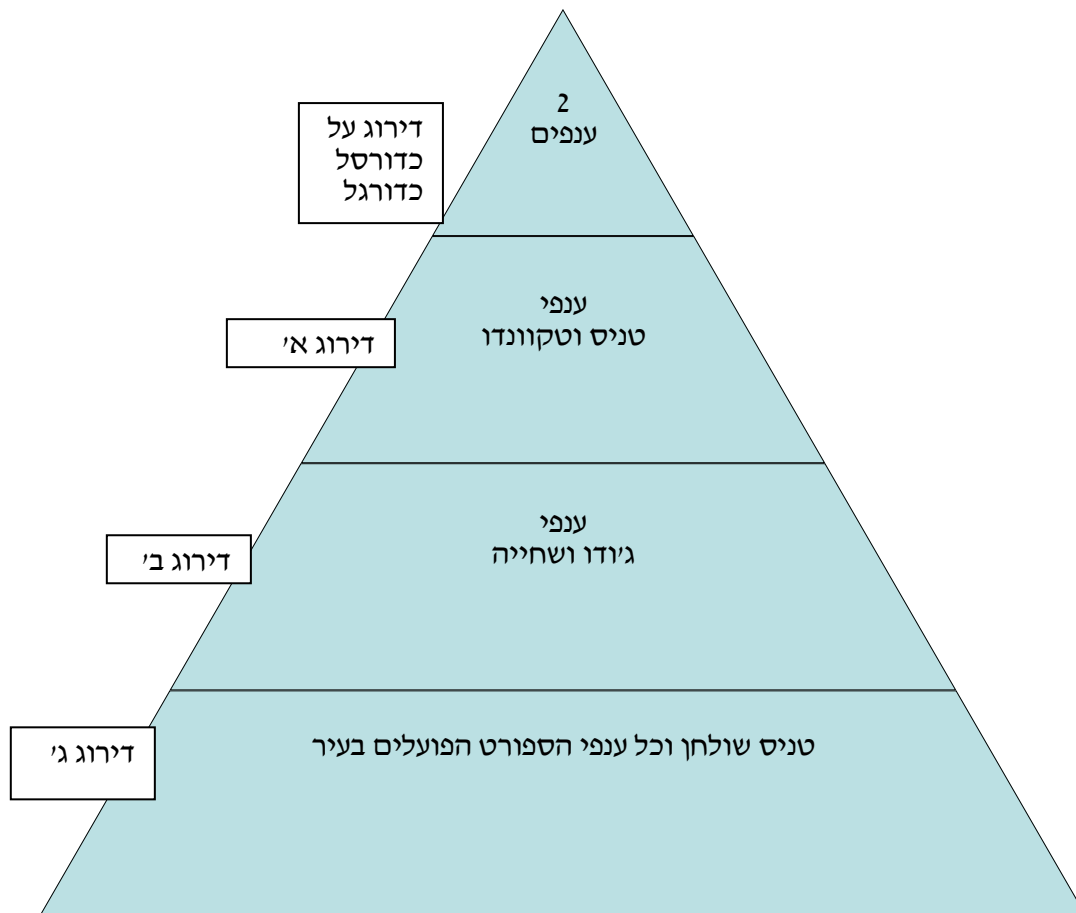 2
ענפים
דירוג על
כדורסל
כדורגל
ענפי
טניס וטקוונדו
דירוג א'
ענפי
ג'ודו ושחייה
דירוג ב'
טניס שולחן וכל ענפי הספורט הפועלים בעיר
דירוג ג'